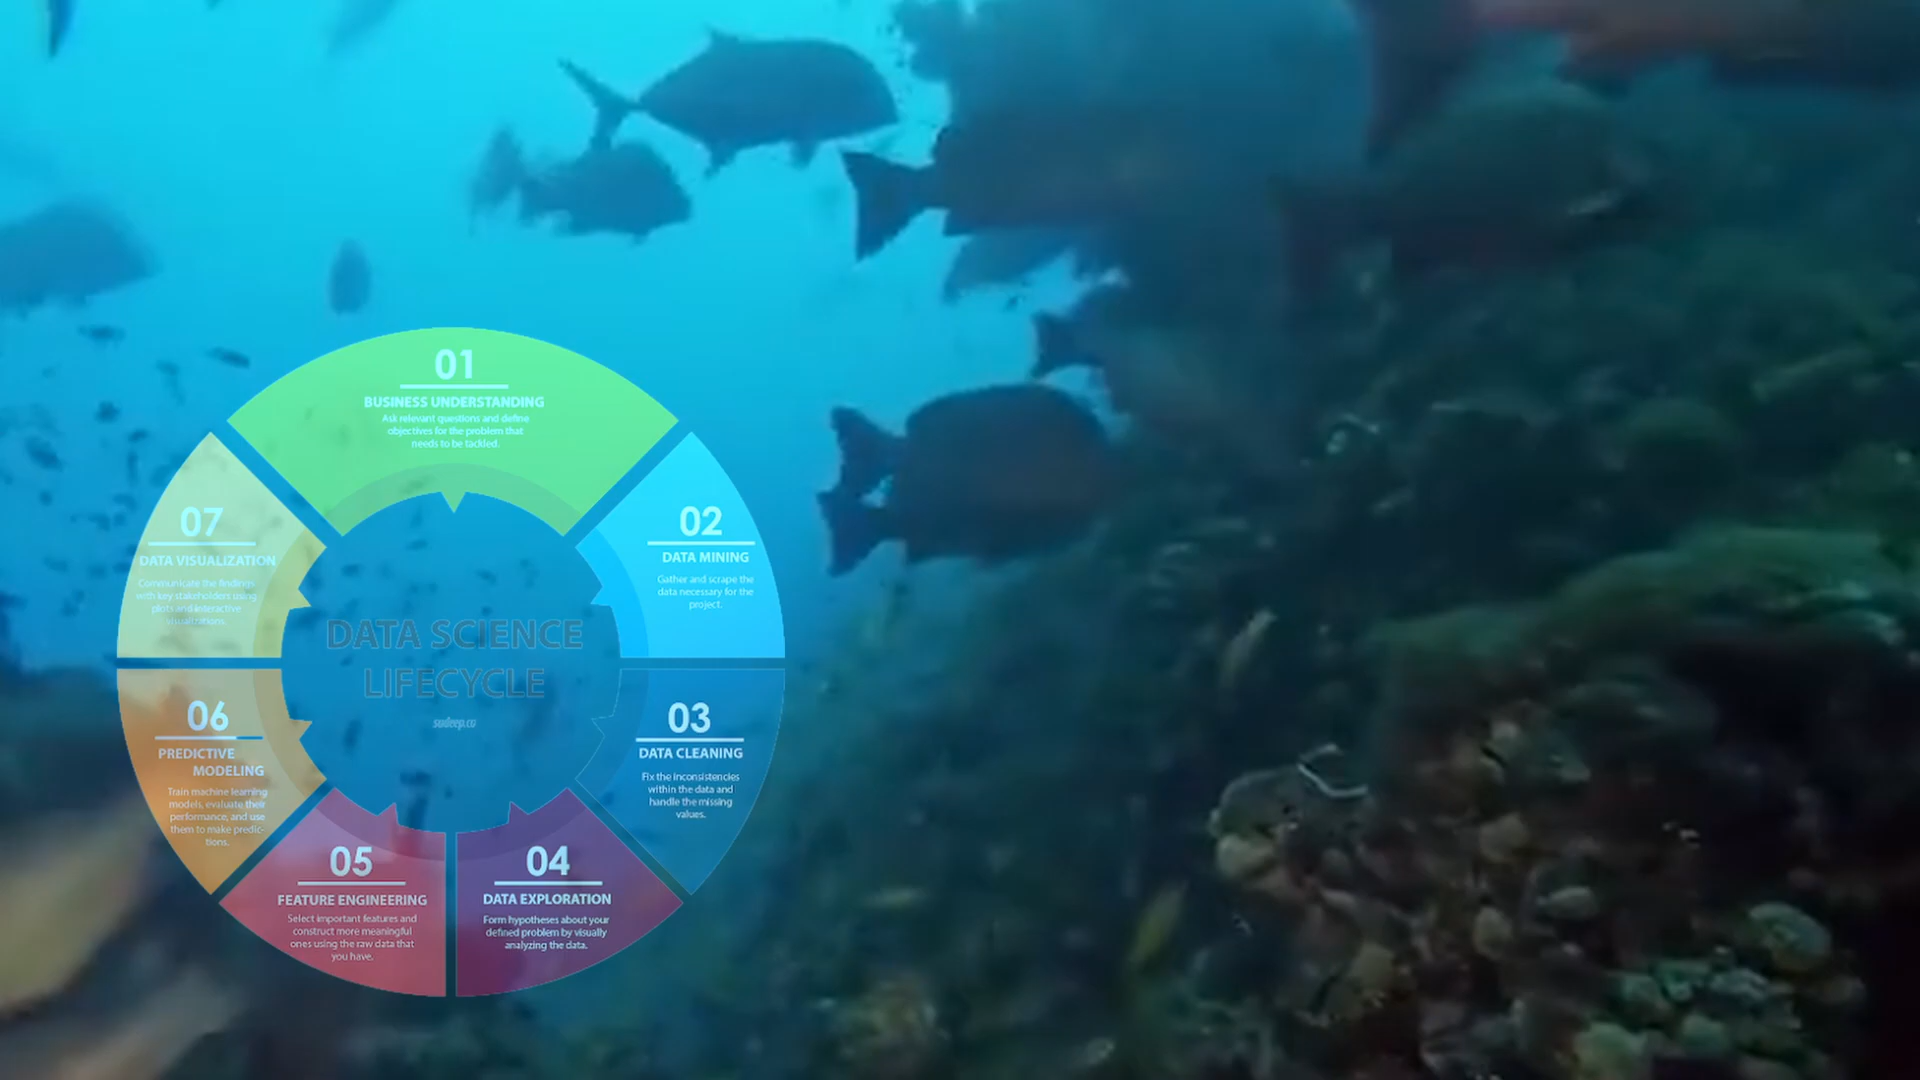 01
BUSINESS UNDERSTANDING
Ask relevant questions and define
objectives for the problem that
needs to be tackled.
02
DATA MINING
Gather and scrape the
data necessary for the
project.
03
DATA CLEANING
Fix the inconsistencies
within the data and
handle the missing
values.
04
DATA EXPLORATION
Form hypotheses about your
defined problem by visually
analyzing the data.
05
FEATURE ENGINEERING
Select important features and
construct more meaningful
ones using the raw data that
you have.
06
PREDICTIVE
MODELING
Train machine learning
models, evaluate their
performance, and use
them to make predic-
tions.
07
DATA VISUALIZATION
Communicate the findings
with key stakeholders using
plots and interactive
visualizations.
DATA SCIENCE
LIFECYCLE
sudeep.co